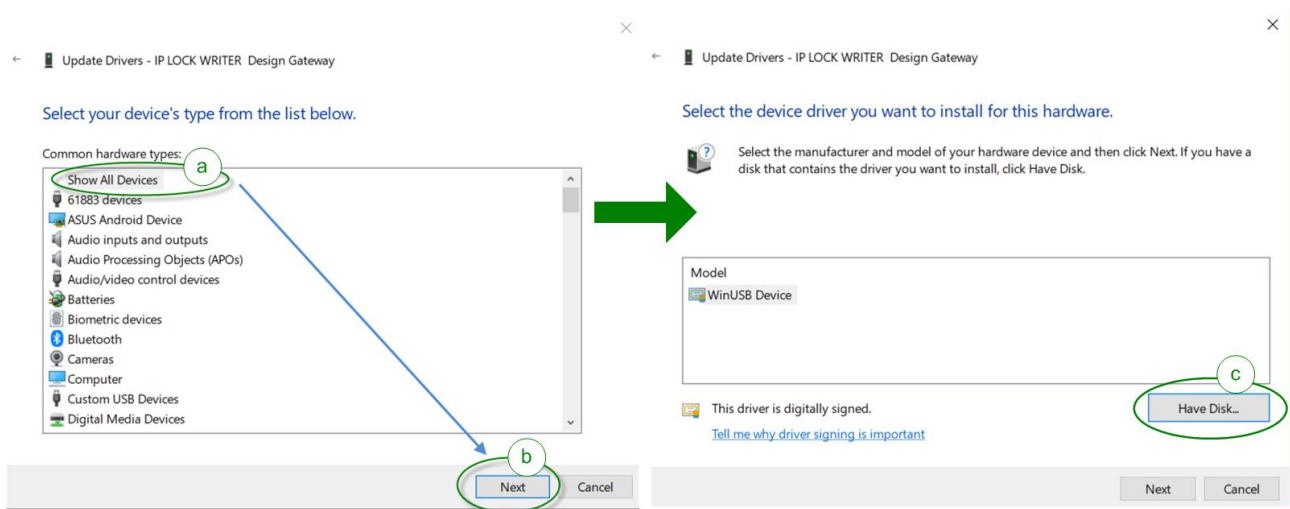 Update Drivers - IP LOCK WRITER Design Gateway
Select your device's type from the list below.
Common hardware types:
a
Show All Devices
61883 devices
ASUS Android Device
Audio inputs and outputs
Audio Processing Objects (APOs)
Audio/video control devices
Batteries
Biometric devices
Bluetooth
Cameras
Computer
Custom USB Devices
Digital Media Devices
b
Next
Cancel
Update Drivers - IP LOCK WRITER Design Gateway
Select the device driver you want to install for this hardware.
Select the manufacturer and model of your hardware device and then click Next. If you have a
disk that contains the driver you want to install, click Have Disk.
Model
WinUSB Device
c
This driver is digitally signed.
Have Disk...
Tell me why driver signing is important
Next
Cancel